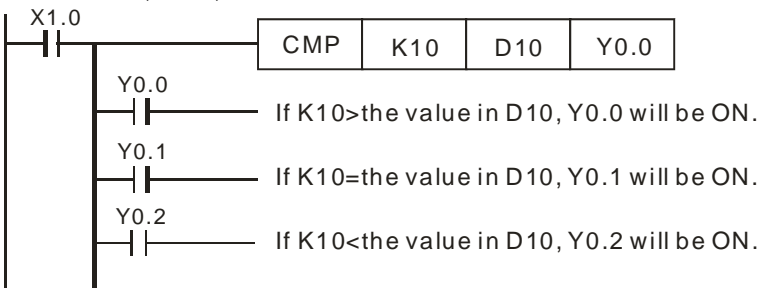 X1.0
CMP K10 D10 Y0.0
Y0.0
If K10>the value in D10, Y0.0 will be ON.
Y0.1
If K10=the value in D10, Y0.1 will be ON.
Y0.2
If K10<the value in D10, Y0.2 will be ON.